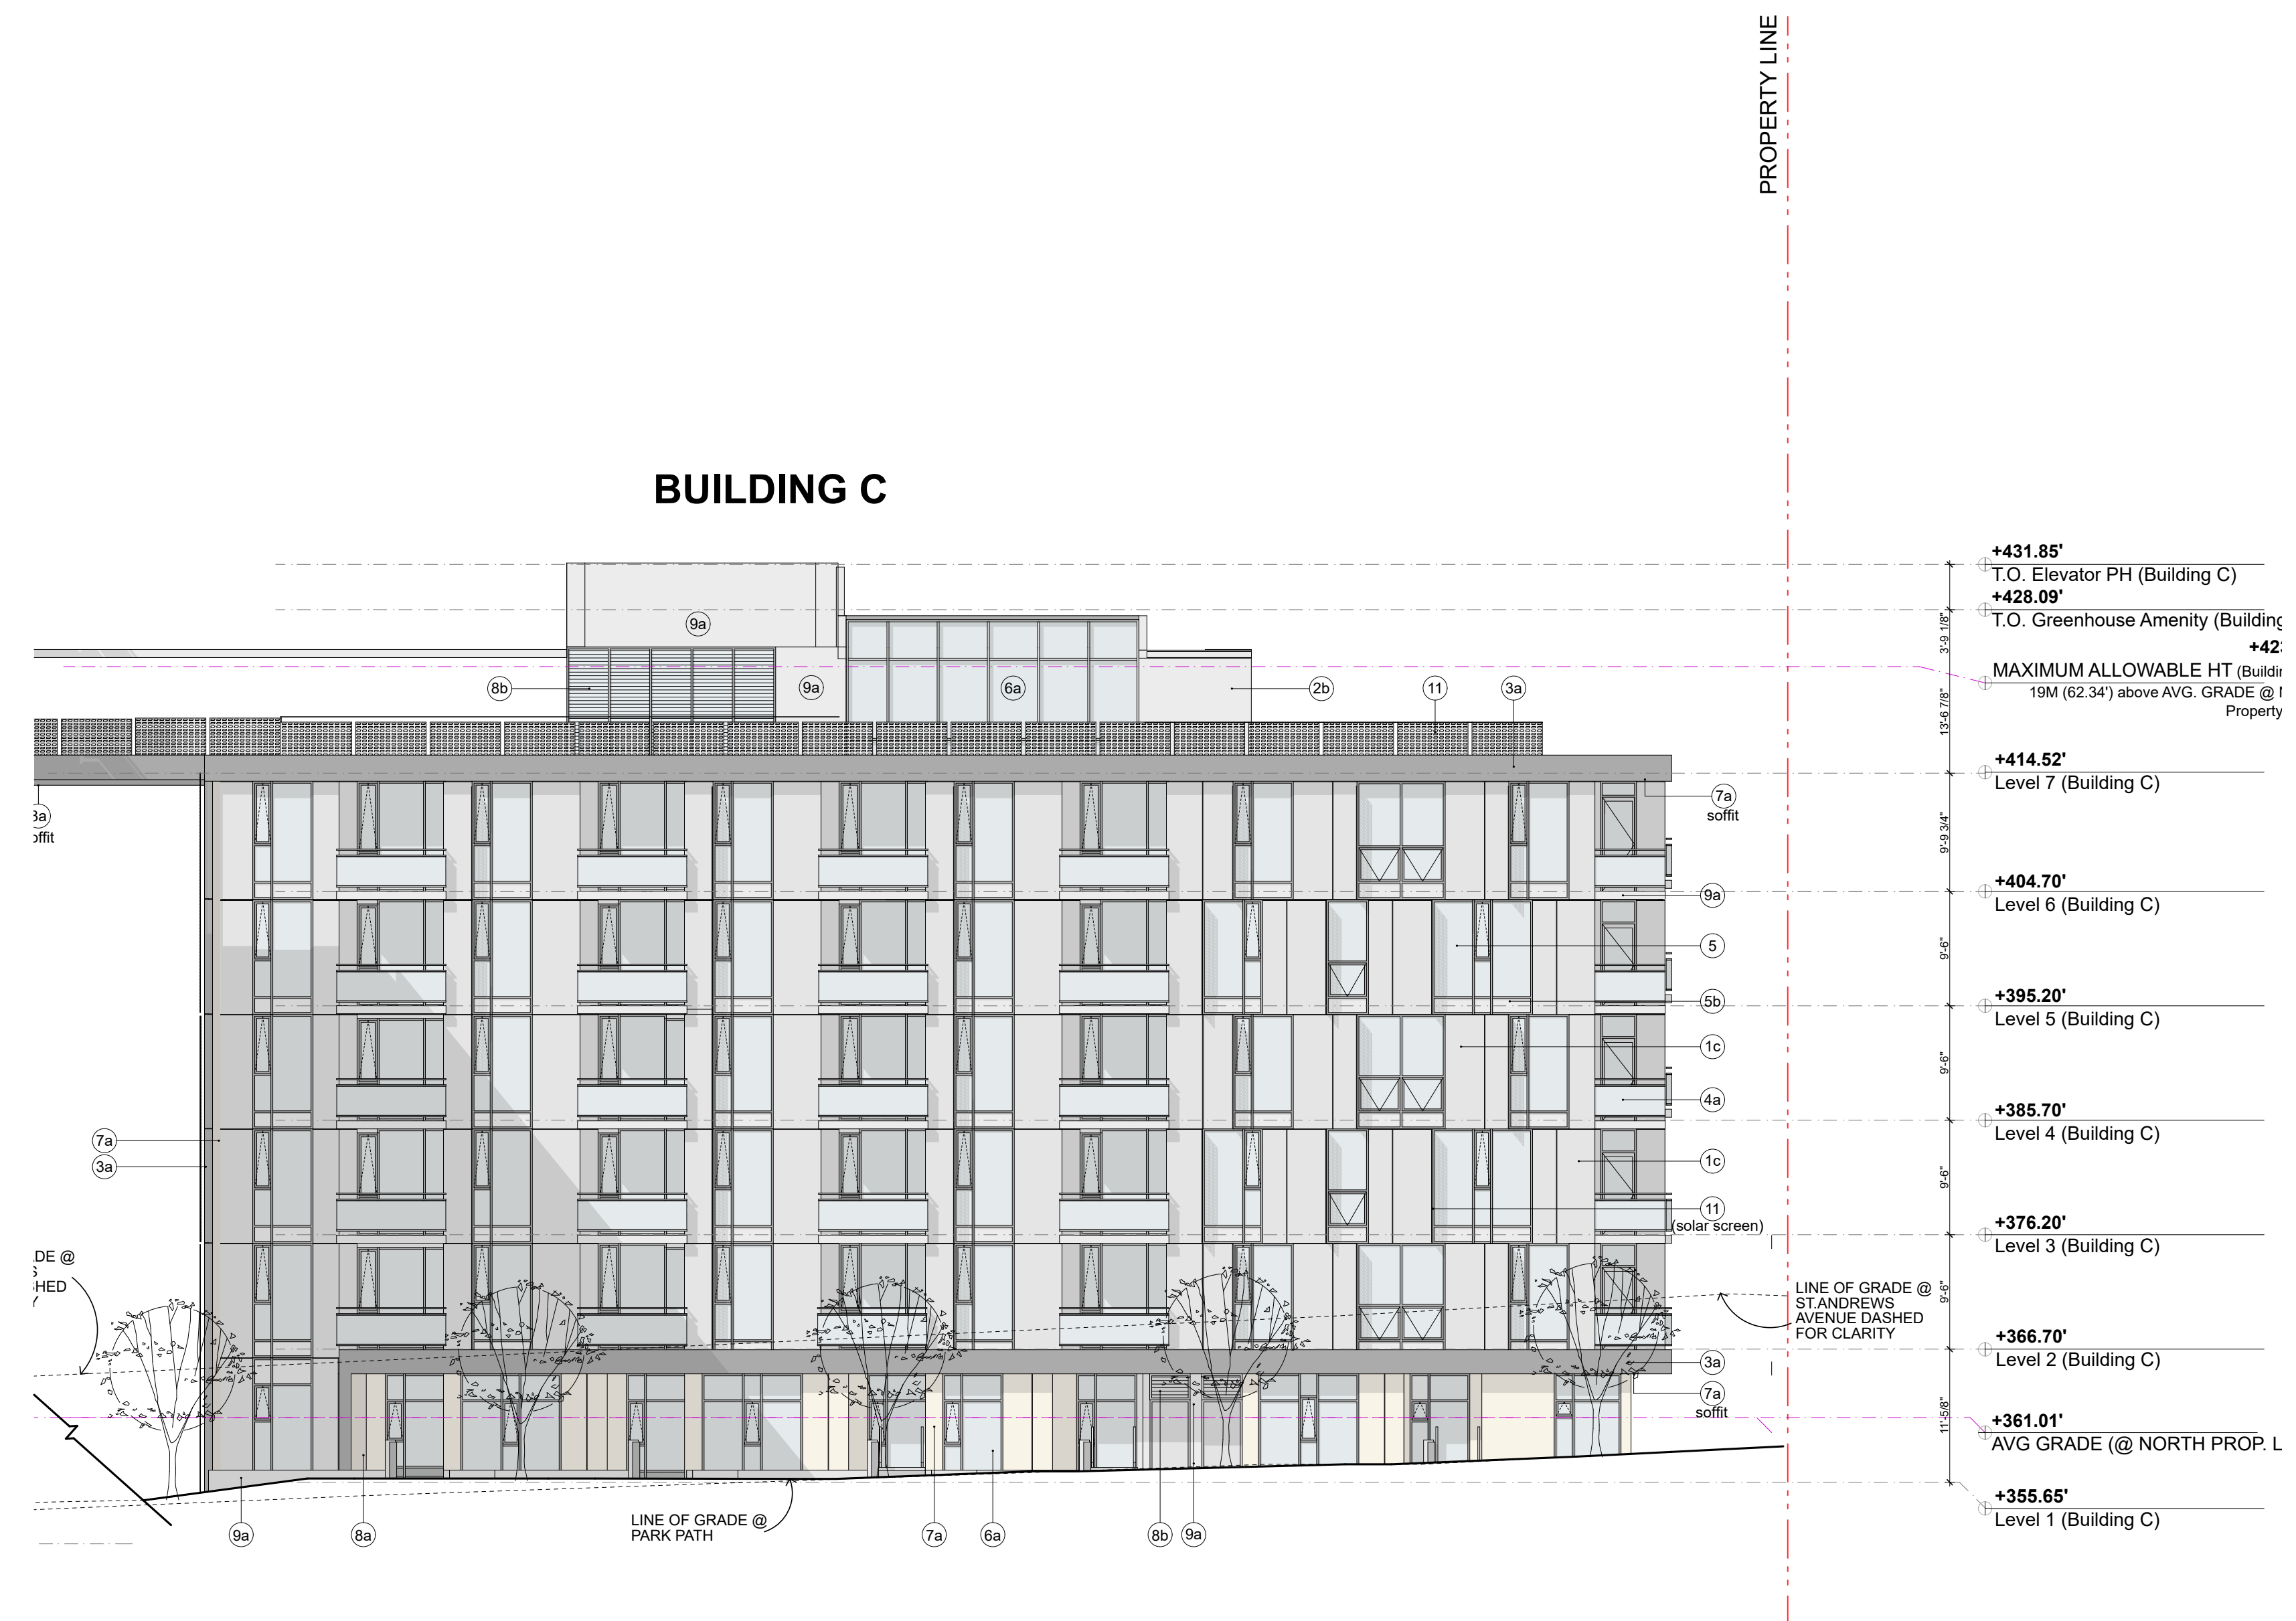 PROPERTY LINE
BUILDING C
+431.85'
T.O. Elevator PH (Building C)
+428.09'
T.O. Greenhouse Amenity (Building
3'-9 1/8"
+423
MAXIMUM ALLOWABLE HT (Buildin
19M (62.34') above AVG. GRADE @ N
Property
13'-6 7/8"
9a
8b
9a
6a
2b
11
3a
+414.52'
Level 7 (Building C)
7a
soffit
3a
offit
9'-9 3/4"
+404.70'
Level 6 (Building C)
9a
5
9'-6"
5b
+395.20'
Level 5 (Building C)
1c
9'-6"
4a
+385.70'
Level 4 (Building C)
7a
3a
1c
9'-6"
11
(solar screen)
+376.20'
Level 3 (Building C)
ADE @
S
SHED
Y
LINE OF GRADE @
ST.ANDREWS
AVENUE DASHED
FOR CLARITY
9'-6"
+366.70'
Level 2 (Building C)
3a
7a
soffit
11'-5/8"
+361.01'
AVG GRADE (@ NORTH PROP. L
+355.65'
Level 1 (Building C)
9a
8a
LINE OF GRADE @
PARK PATH
7a
6a
8b
9a